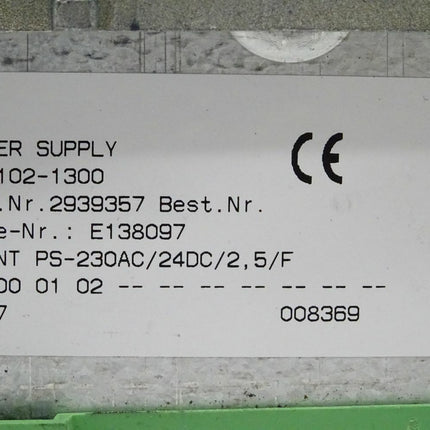 ER SUPPLY
CE
102-1300
.Nr.2939357 Best.Nr.
e-Nr.: E138097
NT PS-230AC/24DC/2,5/F
00 01 02 -- -- -- -- -- -- --
7 008369